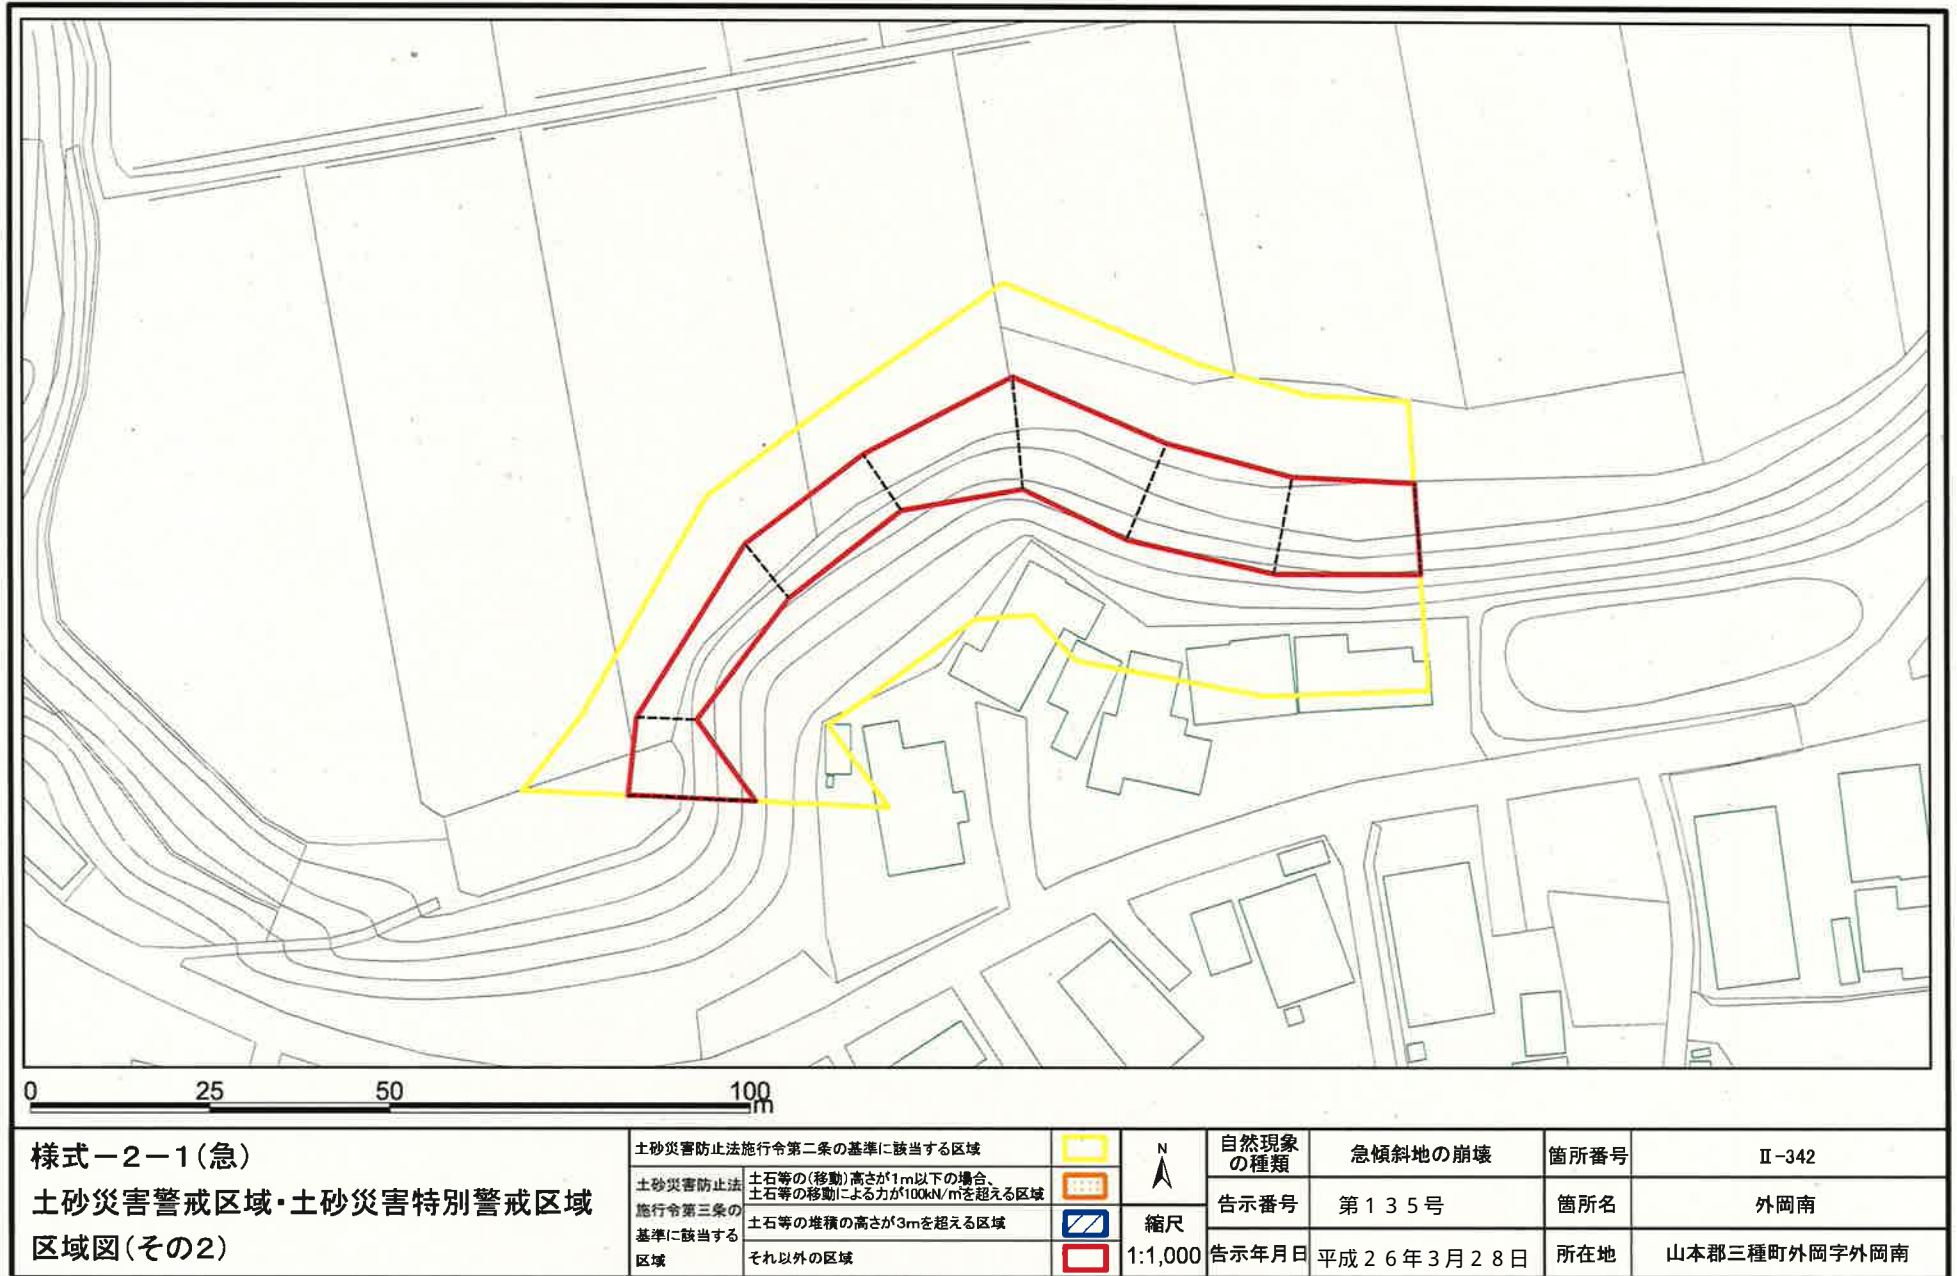 0 25 50 100
m
様式－2－1(急)
土砂災害警戒区域・土砂災害特別警戒区域
区域図(その2)
土砂災害防止法施行令第二条の基準に該当する区域
土砂災害防止法
施行令第三条の
基準に該当する
区域
土石等の(移動)高さが1m以下の場合、
土石等の移動による力が100kN/㎡を超える区域
土石等の堆積の高さが3mを超える区域
それ以外の区域
N
縮尺
1:1,000
自然現象
の種類
急傾斜地の崩壊
箇所番号
Ⅱ-342
告示番号
第135号
箇所名
外岡南
告示年月日
平成26年3月28日
所在地
山本郡三種町外岡字外岡南